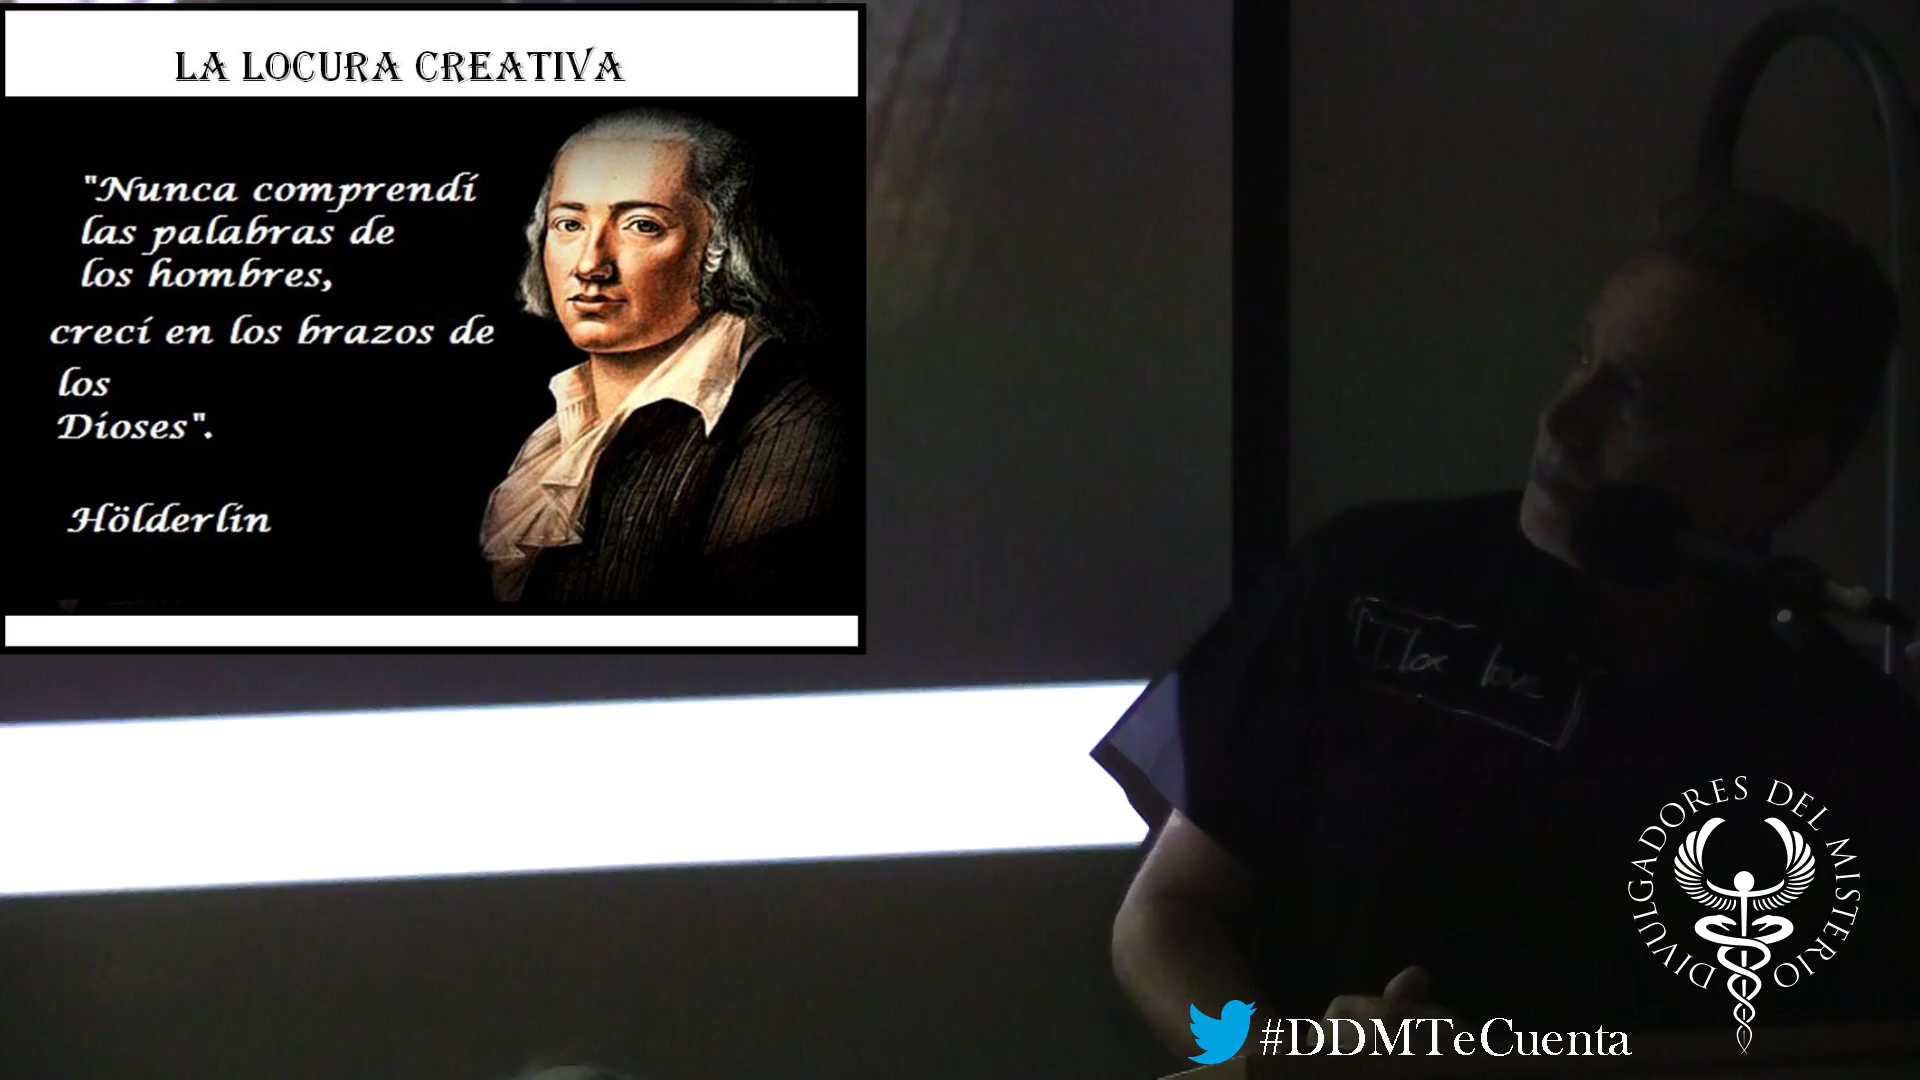 LA LOCURA CREATIVA
"Nunca comprendí
las palabras de
los hombres,
crecí en los brazos de
los
Dioses".
Hölderlin
love
DIVULGADORES DEL MISTERIO
#DDMTeCuenta